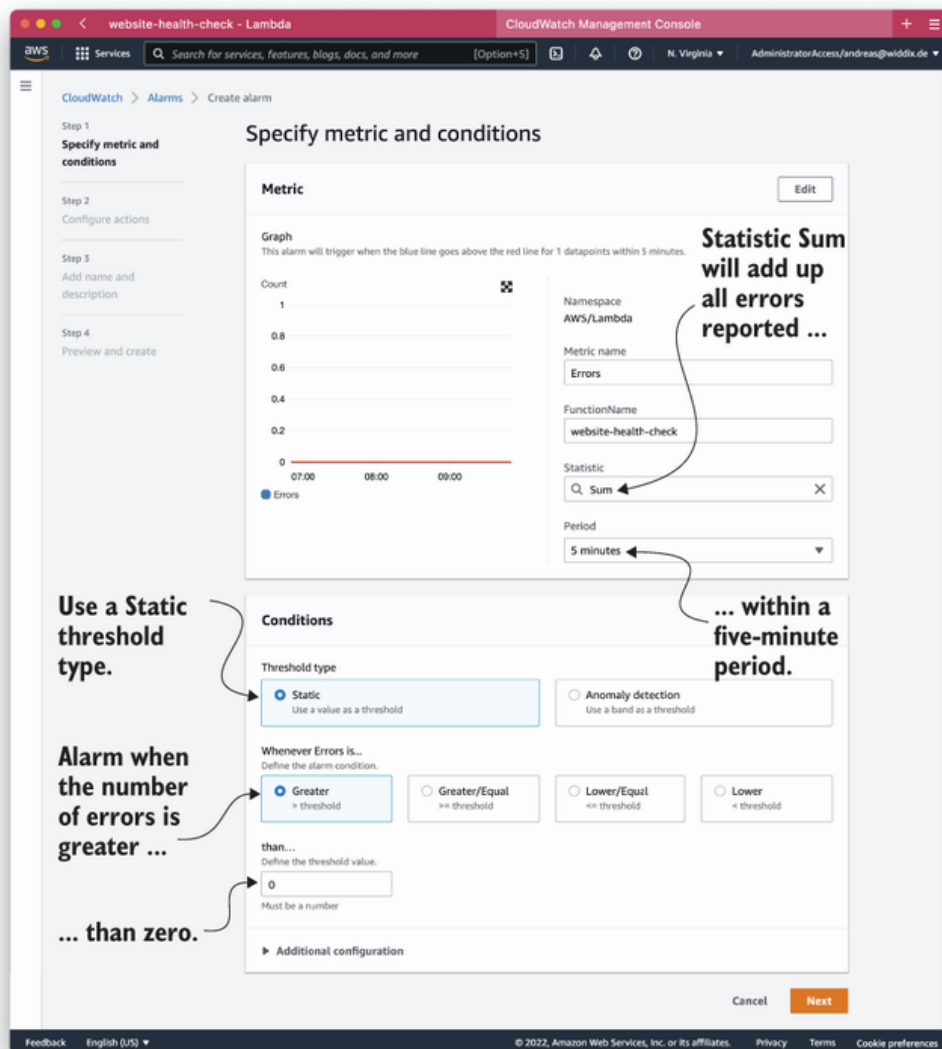 website-health-check - Lambda
CloudWatch Management Console
aws
Services
Search for services, features, blogs, docs, and more
[Option+S]
N. Virginia
AdministratorAccess/andreas@widdix.de
CloudWatch > Alarms > Create alarm
Step 1
Specify metric and
conditions
Step 2
Configure actions
Step 3
Add name and
description
Step 4
Preview and create
Specify metric and conditions
Metric
Edit
Graph
This alarm will trigger when the blue line goes above the red line for 1 datapoints within 5 minutes.
Count
1
0.8
0.6
0.4
0.2
0
07:00 08:00 09:00
Errors
Statistic Sum
will add up
all errors
reported ...
Namespace
AWS/Lambda
Metric name
Errors
FunctionName
website-health-check
Statistic
Sum
Period
5 minutes
... within a
five-minute
period.
Use a Static
threshold
type.
Conditions
Threshold type
Static
Use a value as a threshold
Anomaly detection
Use a band as a threshold
Alarm when
the number
of errors is
greater ...
Whenever Errors is...
Define the alarm condition.
Greater
> threshold
Greater/Equal
>= threshold
Lower/Equal
<= threshold
Lower
< threshold
than...
Define the threshold value.
0
Must be a number
... than zero.
Additional configuration
Cancel
Next
Feedback English (US) © 2022, Amazon Web Services, Inc. or its affiliates. Privacy Terms Cookie preferences